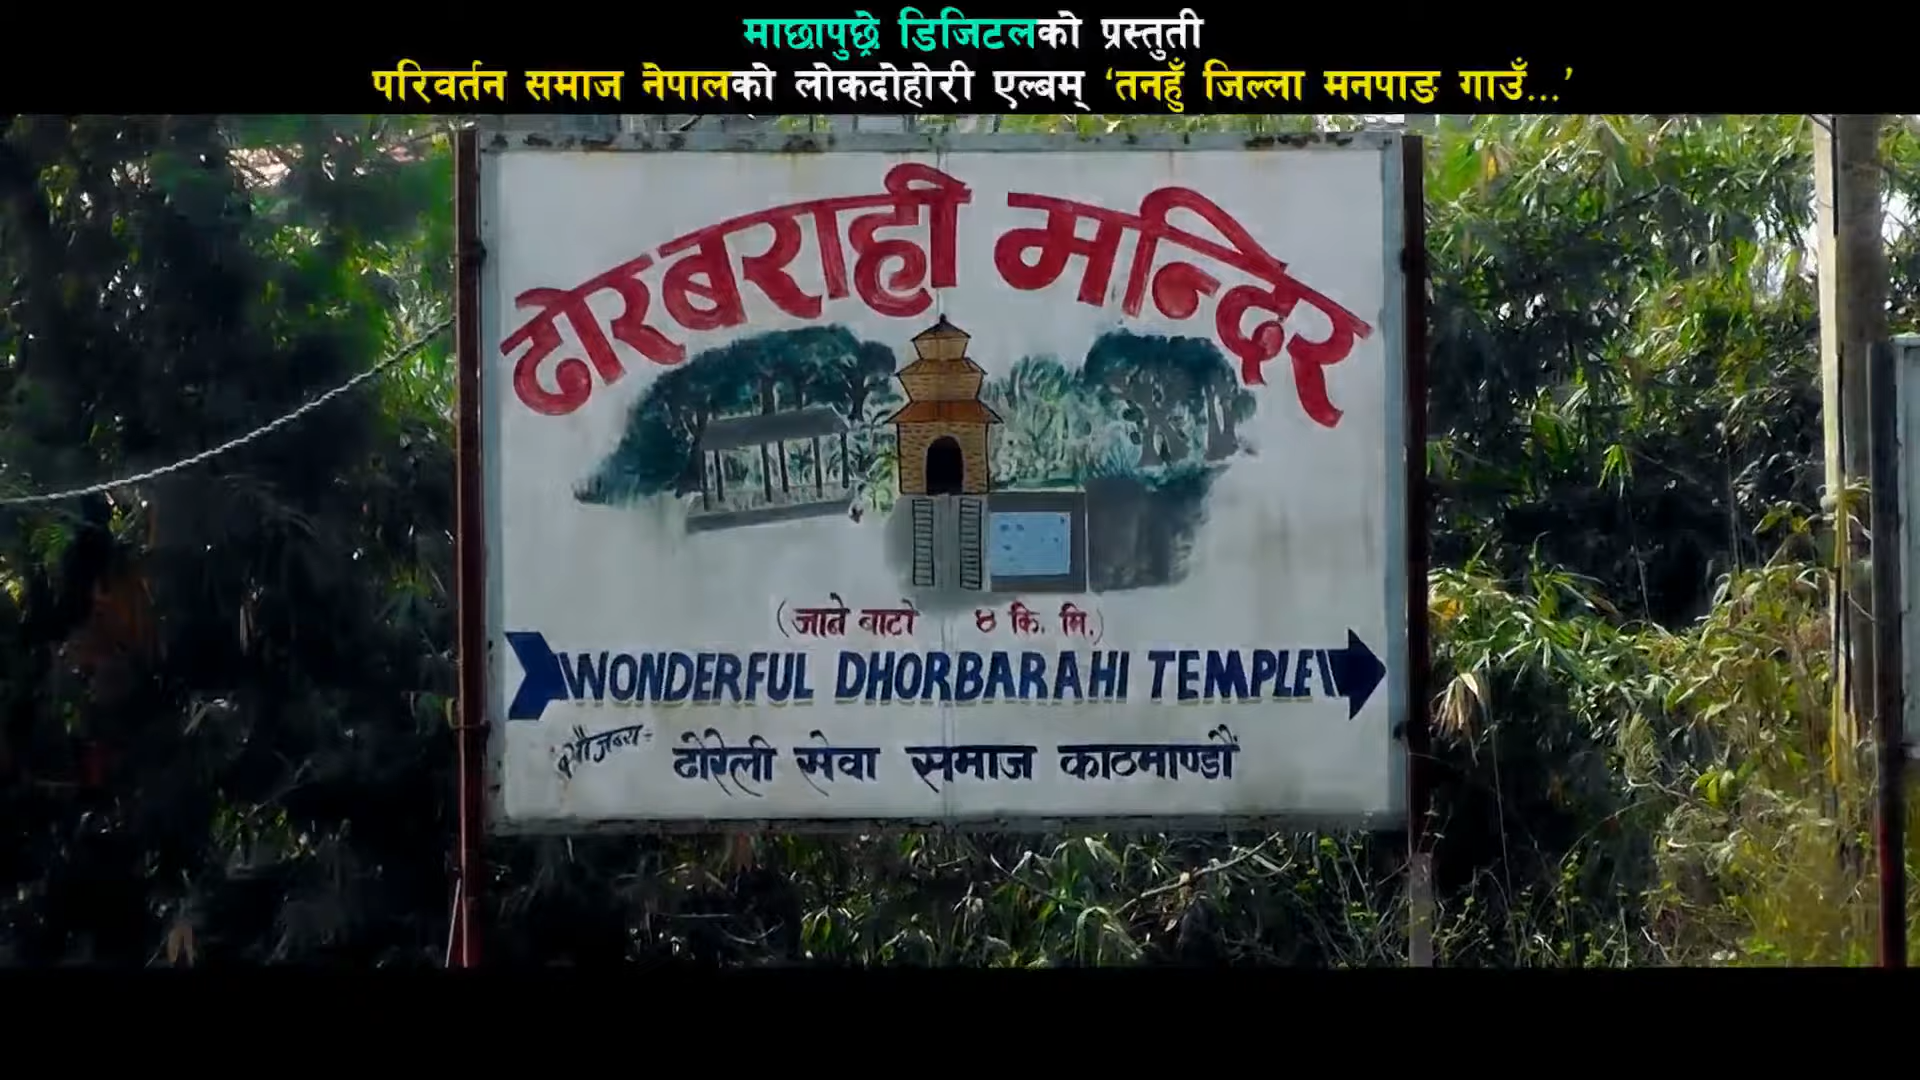 माछापुछ्रे डिजिटलको प्रस्तुती
परिवर्तन समाज नेपालको लोकदोहोरी एल्बम् ‘तनहुँ जिल्ला मनपाङ गाउँ...’
ढोरबराही मन्दिर
(जाने बाटो ४ कि. मि.)
WONDERFUL DHORBARAHI TEMPLE
सौजन्य:-
ढोरेली सेवा समाज काठमाण्डौं